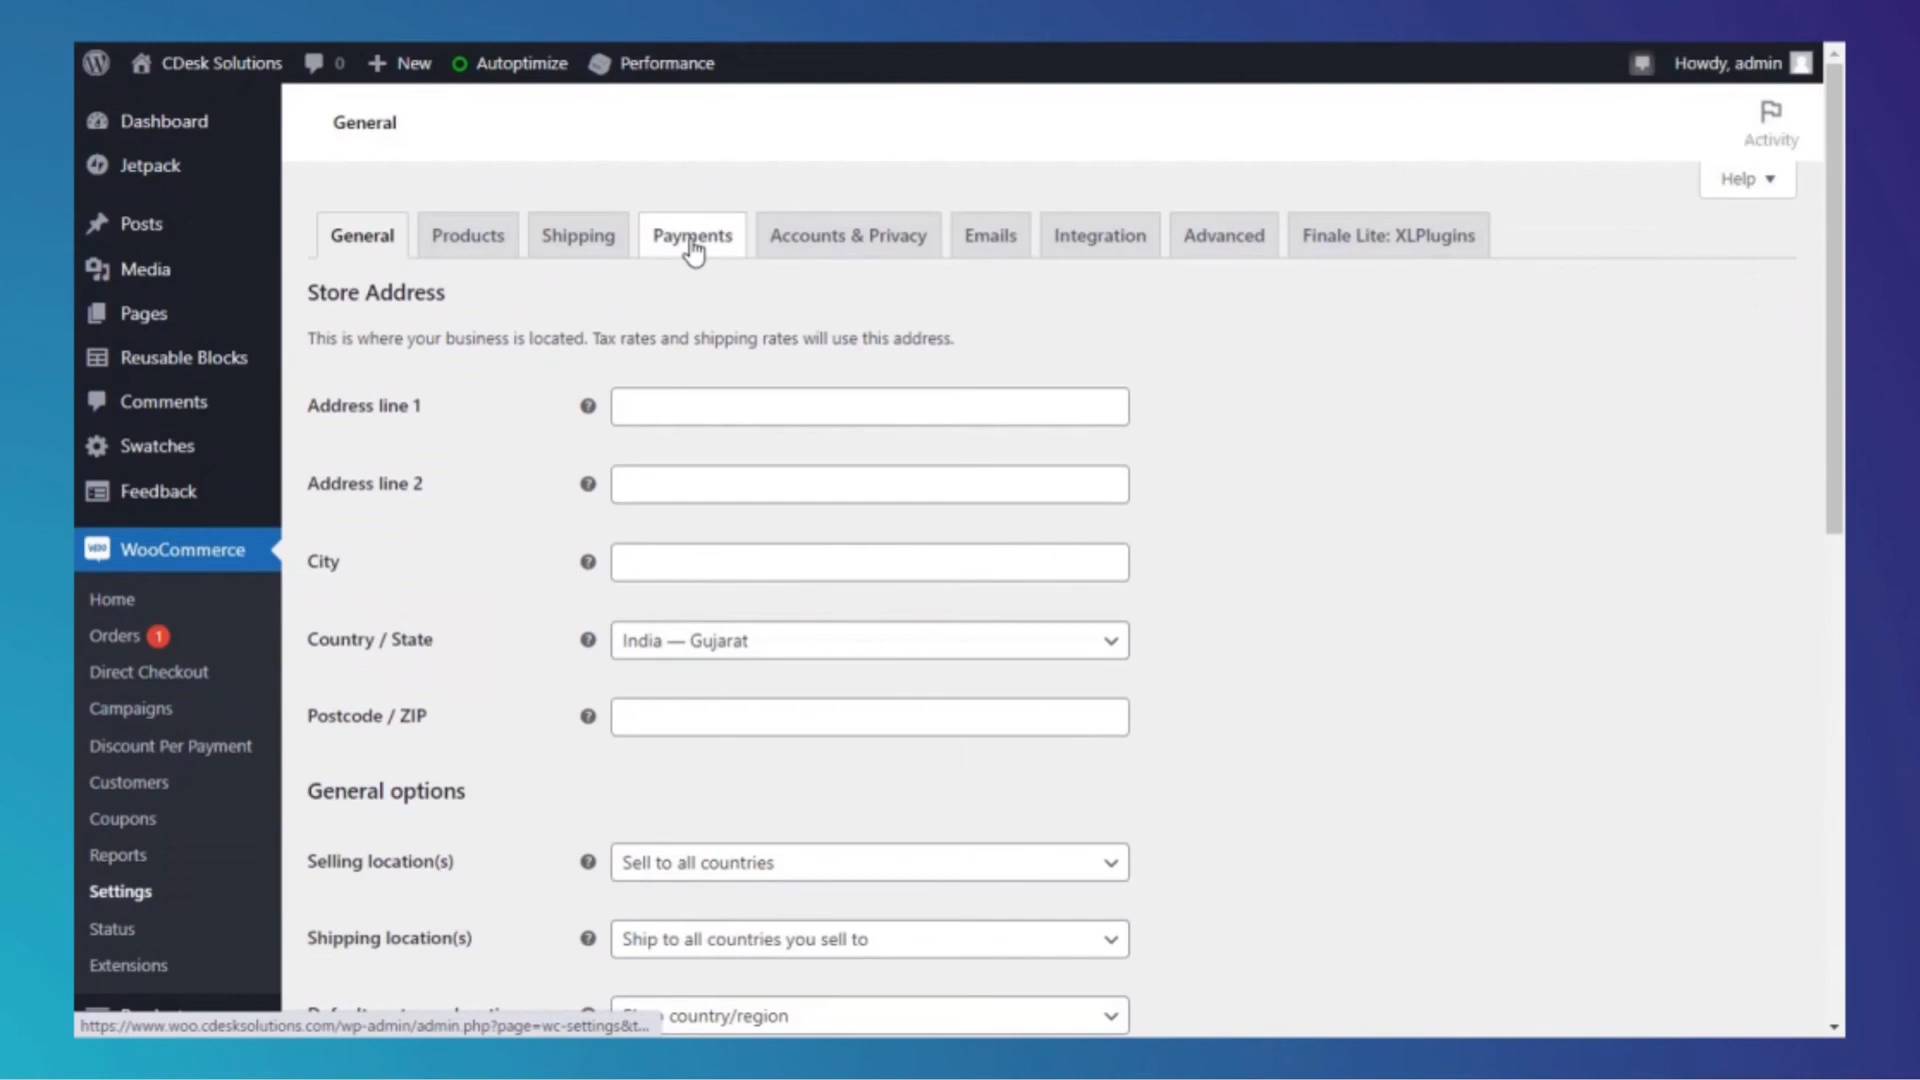 CDesk Solutions 0 New Autoptimize Performance Howdy, admin
Dashboard
Jetpack
Posts
Media
Pages
Reusable Blocks
Comments
Swatches
Feedback
woo WooCommerce
Home
Orders 1
Direct Checkout
Campaigns
Discount Per Payment
Customers
Coupons
Reports
Settings
Status
Extensions
General
Activity
Help
General Products Shipping Payments Accounts & Privacy Emails Integration Advanced Finale Lite: XLPlugins
Store Address
This is where your business is located. Tax rates and shipping rates will use this address.
Address line 1
Address line 2
City
Country / State India — Gujarat
Postcode / ZIP
General options
Selling location(s) Sell to all countries
Shipping location(s) Ship to all countries you sell to
country/region
https://www.woo.cdesksolutions.com/wp-admin/admin.php?page=wc-settings&t...